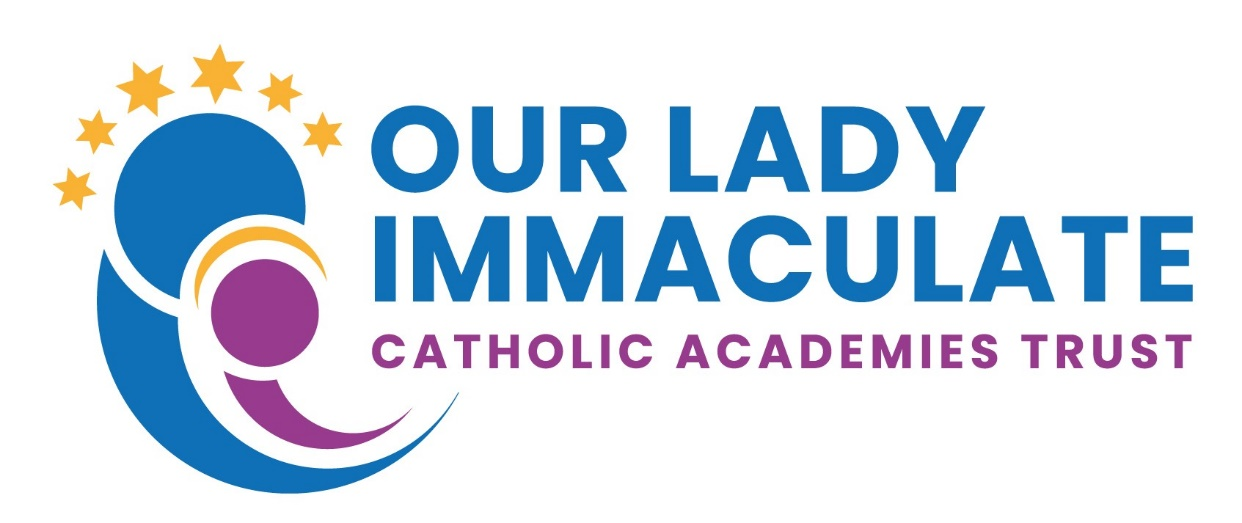 OUR LADY
IMMACULATE
CATHOLIC ACADEMIES TRUST